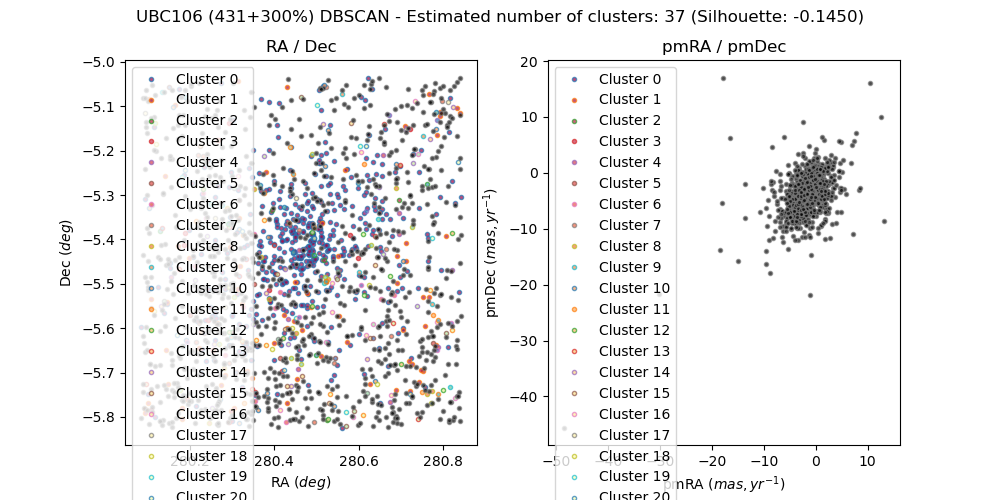 UBC106 (431+300%) DBSCAN - Estimated number of clusters: 37 (Silhouette: -0.1450)
RA / Dec
−5.0
−5.1
−5.2
−5.3
−5.4
−5.5
−5.6
−5.7
−5.8
Dec (deg)
Cluster 0
Cluster 1
Cluster 2
Cluster 3
Cluster 4
Cluster 5
Cluster 6
Cluster 7
Cluster 8
Cluster 9
Cluster 10
Cluster 11
Cluster 12
Cluster 13
Cluster 14
Cluster 15
Cluster 16
Cluster 17
Cluster 18
Cluster 19
Cluster 20
280.2 280.4 280.6 280.8
RA (deg)
pmRA / pmDec
20
10
0
−10
−20
−30
−40
pmDec (mas, yr⁻¹)
Cluster 0
Cluster 1
Cluster 2
Cluster 3
Cluster 4
Cluster 5
Cluster 6
Cluster 7
Cluster 8
Cluster 9
Cluster 10
Cluster 11
Cluster 12
Cluster 13
Cluster 14
Cluster 15
Cluster 16
Cluster 17
Cluster 18
Cluster 19
Cluster 20
−50 −40 −30 −20 −10 0 10
pmRA (mas, yr⁻¹)